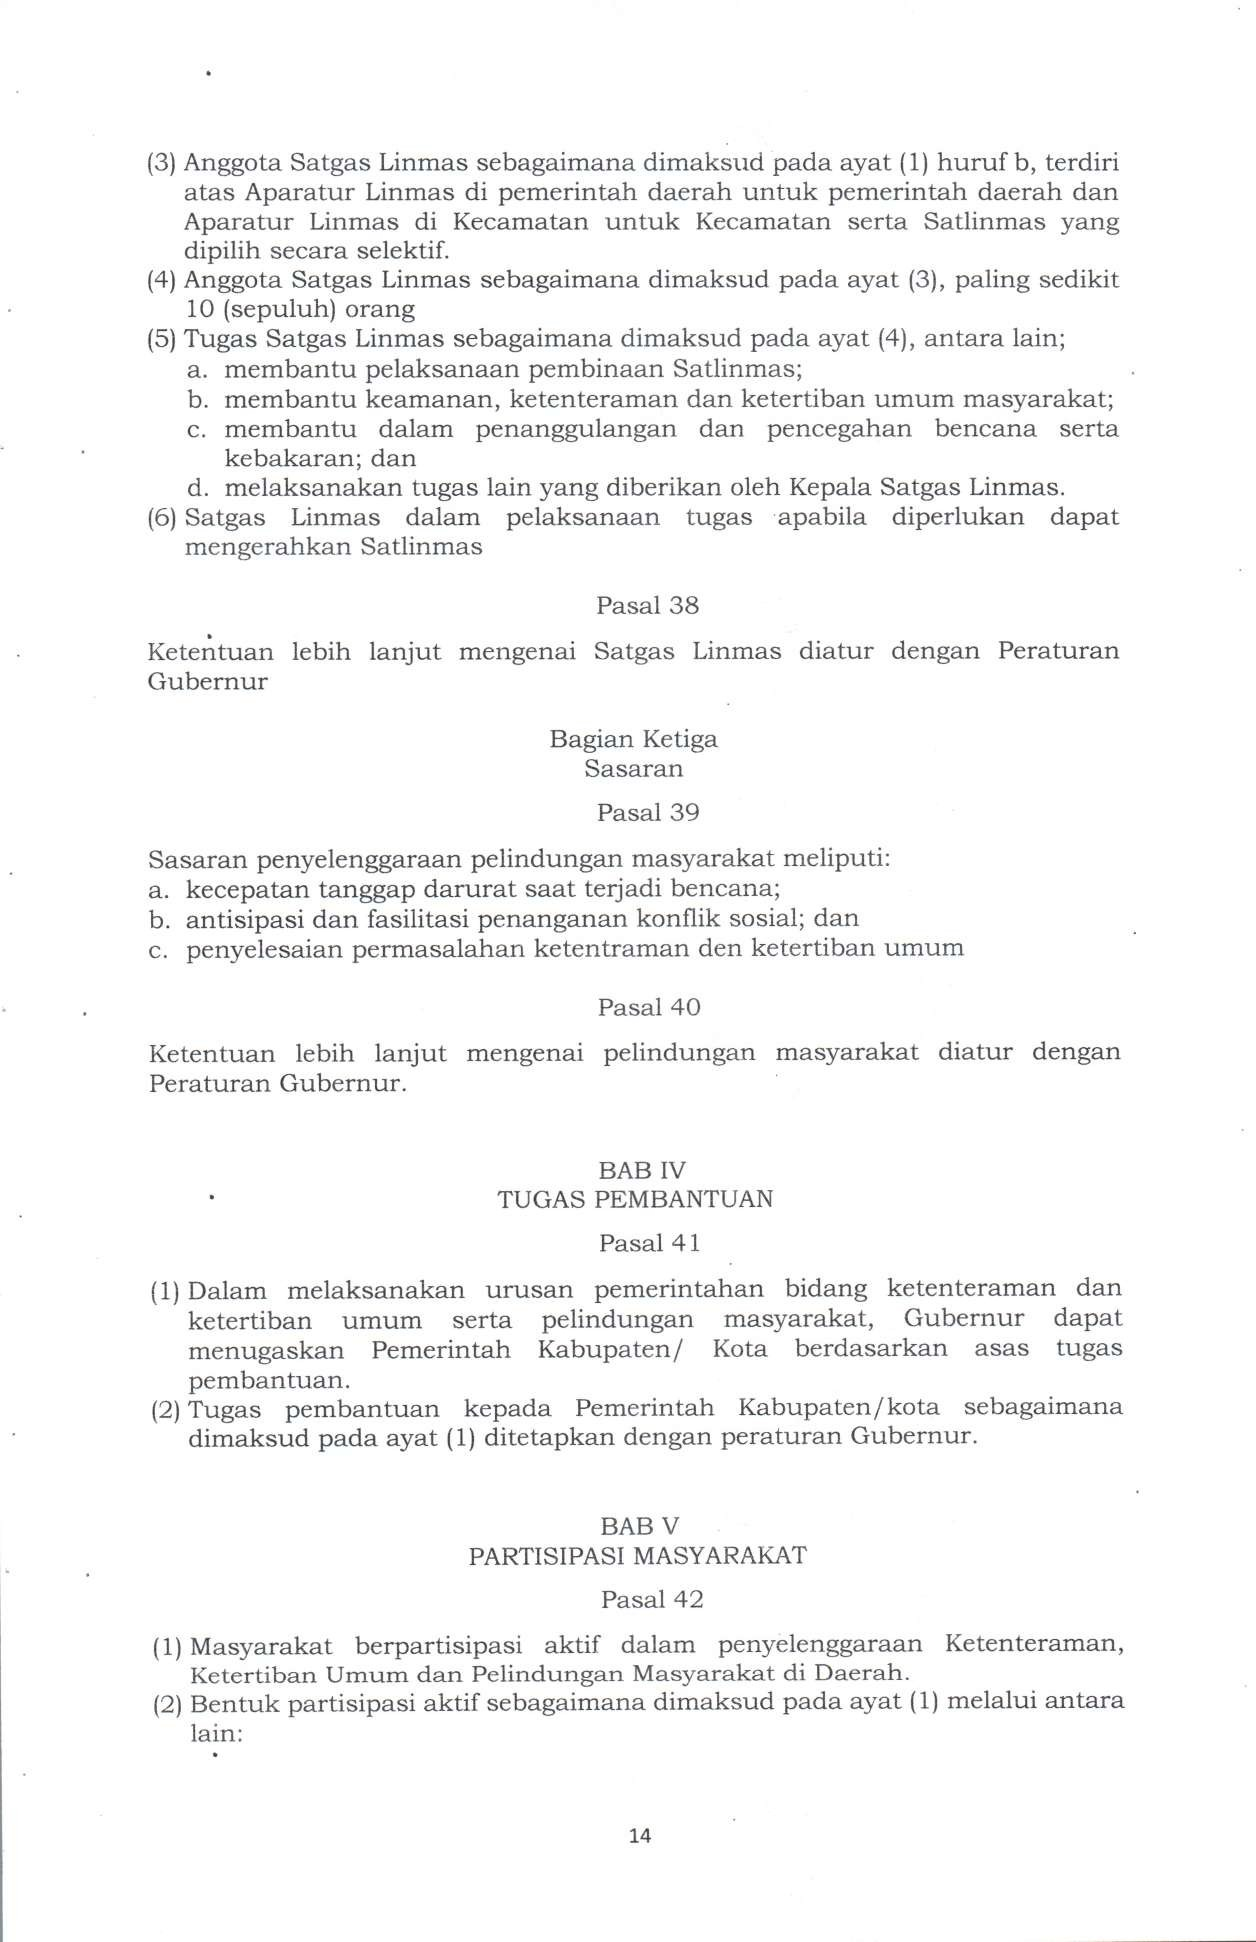 (3) Anggota Satgas Linmas sebagaimana dimaksud pada ayat (1) huruf b, terdiri
atas Aparatur Linmas di pemerintah daerah untuk pemerintah daerah dan
Aparatur Linmas di Kecamatan untuk Kecamatan serta Satlinmas yang
dipilih secara selektif.
(4) Anggota Satgas Linmas sebagaimana dimaksud pada ayat (3), paling sedikit
10 (sepuluh) orang
(5) Tugas Satgas Linmas sebagaimana dimaksud pada ayat (4), antara lain;
a. membantu pelaksanaan pembinaan Satlinmas;
b. membantu keamanan, ketenteraman dan ketertiban umum masyarakat;
c. membantu dalam penanggulangan dan pencegahan bencana serta
kebakaran; dan
d. melaksanakan tugas lain yang diberikan oleh Kepala Satgas Linmas.
(6) Satgas Linmas dalam pelaksanaan tugas apabila diperlukan dapat
mengerahkan Satlinmas
Pasal 38
Ketentuan lebih lanjut mengenai Satgas Linmas diatur dengan Peraturan
Gubernur
Bagian Ketiga
Sasaran
Pasal 39
Sasaran penyelenggaraan pelindungan masyarakat meliputi:
a. kecepatan tanggap darurat saat terjadi bencana;
b. antisipasi dan fasilitasi penanganan konflik sosial; dan
c. penyelesaian permasalahan ketentraman den ketertiban umum
Pasal 40
Ketentuan lebih lanjut mengenai pelindungan masyarakat diatur dengan
Peraturan Gubernur.
BAB IV
TUGAS PEMBANTUAN
Pasal 41
(1) Dalam melaksanakan urusan pemerintahan bidang ketenteraman dan
ketertiban umum serta pelindungan masyarakat, Gubernur dapat
menugaskan Pemerintah Kabupaten/ Kota berdasarkan asas tugas
pembantuan.
(2) Tugas pembantuan kepada Pemerintah Kabupaten/kota sebagaimana
dimaksud pada ayat (1) ditetapkan dengan peraturan Gubernur.
BAB V
PARTISIPASI MASYARAKAT
Pasal 42
(1) Masyarakat berpartisipasi aktif dalam penyelenggaraan Ketenteraman,
Ketertiban Umum dan Pelindungan Masyarakat di Daerah.
(2) Bentuk partisipasi aktif sebagaimana dimaksud pada ayat (1) melalui antara
lain:
14